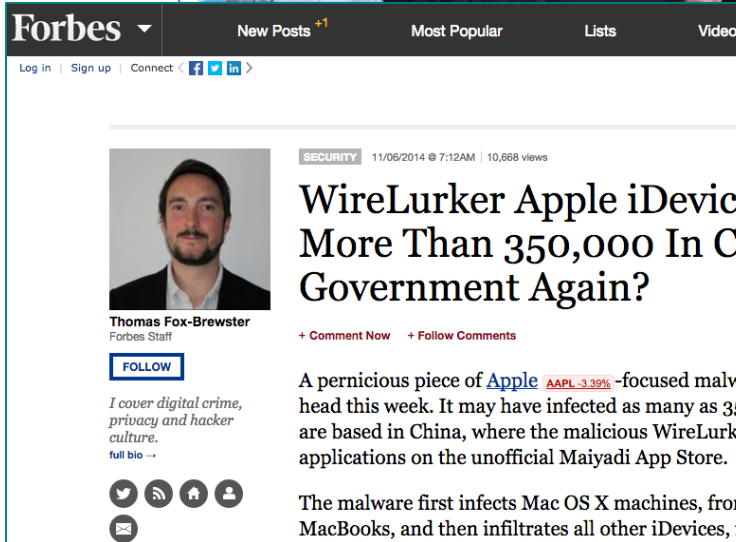 Forbes
New Posts +1 Most Popular Lists Video
Log in | Sign up | Connect
SECURITY 11/06/2014 @ 7:12AM | 10,668 views
WireLurker Apple iDevic
More Than 350,000 In C
Government Again?
+ Comment Now + Follow Comments
Thomas Fox-Brewster
Forbes Staff
FOLLOW
I cover digital crime,
privacy and hacker
culture.
full bio →
A pernicious piece of Apple AAPL -3.39% -focused malw
head this week. It may have infected as many as 35
are based in China, where the malicious WireLurk
applications on the unofficial Maiyadi App Store.
The malware first infects Mac OS X machines, from
MacBooks, and then infiltrates all other iDevices,